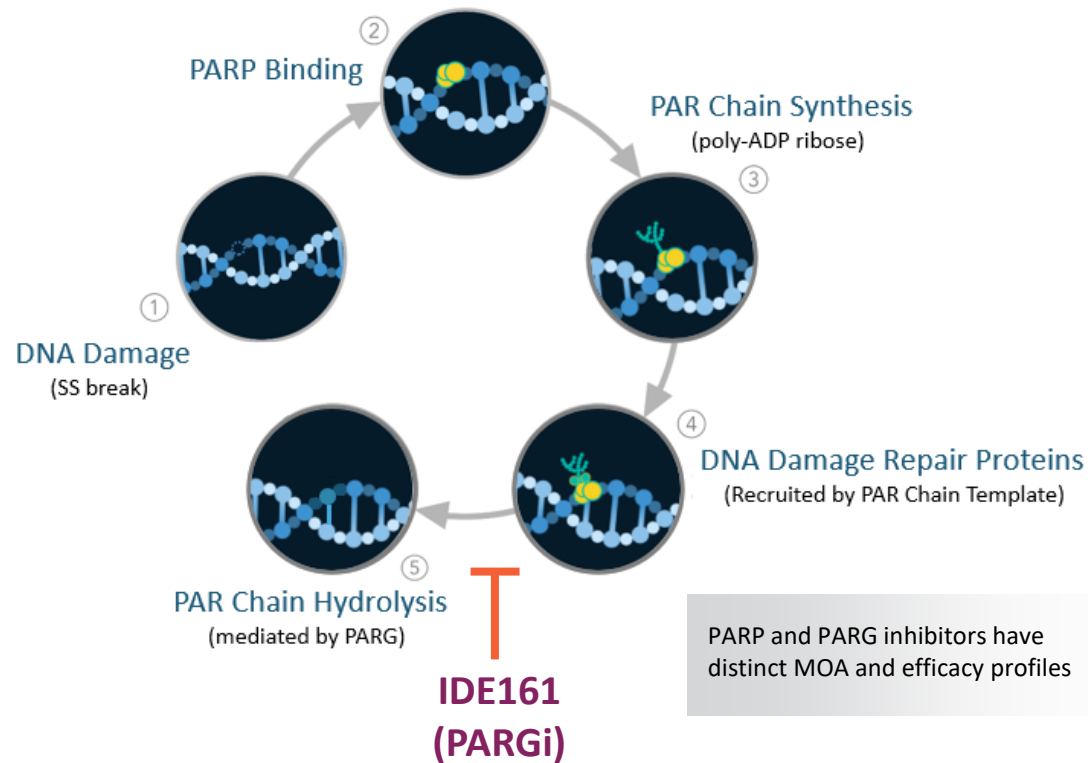 ①
DNA Damage
(SS break)
②
PARP Binding
PAR Chain Synthesis
(poly-ADP ribose)
③
④
DNA Damage Repair Proteins
(Recruited by PAR Chain Template)
⑤
PAR Chain Hydrolysis
(mediated by PARG)
IDE161
(PARGi)
PARP and PARG inhibitors have
distinct MOA and efficacy profiles